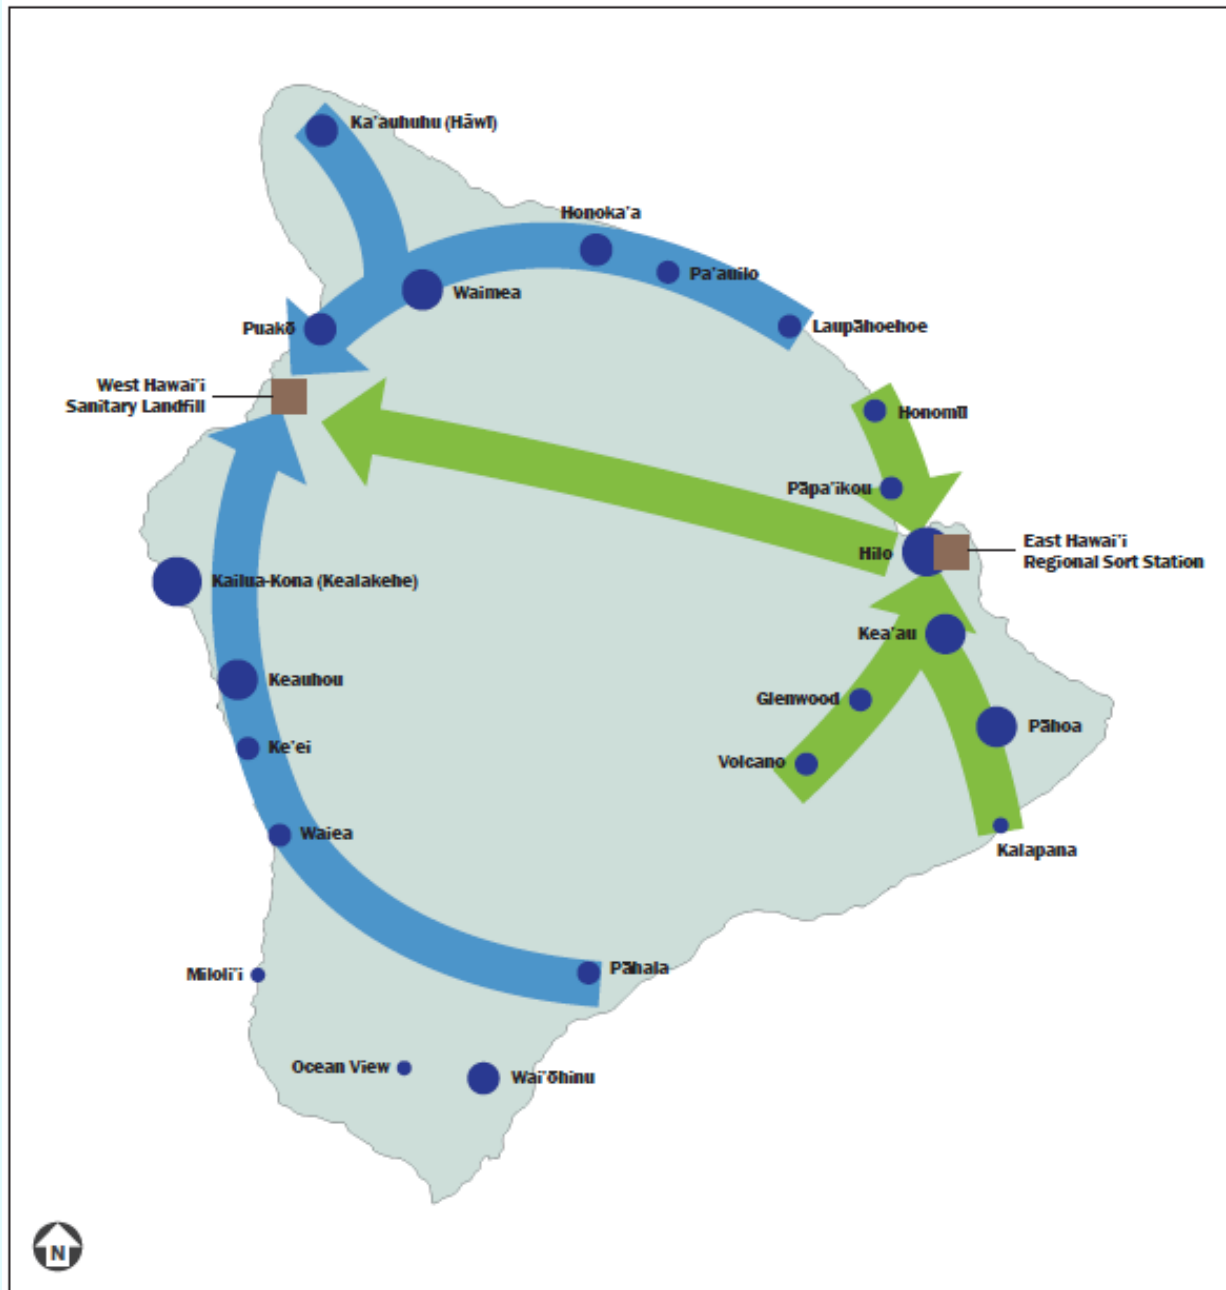 Ka'auhuhu (Hāwī)
Honoka'a
Pa'auilo
Waimea
Laupāhoehoe
Puakō
West Hawai'i
Sanitary Landfill
Honomū
Pāpa'ikou
Hilo
East Hawai'i
Regional Sort Station
Kailua-Kona (Kealakehe)
Kea'au
Keauhou
Glenwood
Pāhoa
Ke'ei
Volcano
Waiea
Kalapana
Miloli'i
Pāhala
Ocean View
Wai'ōhinu
N